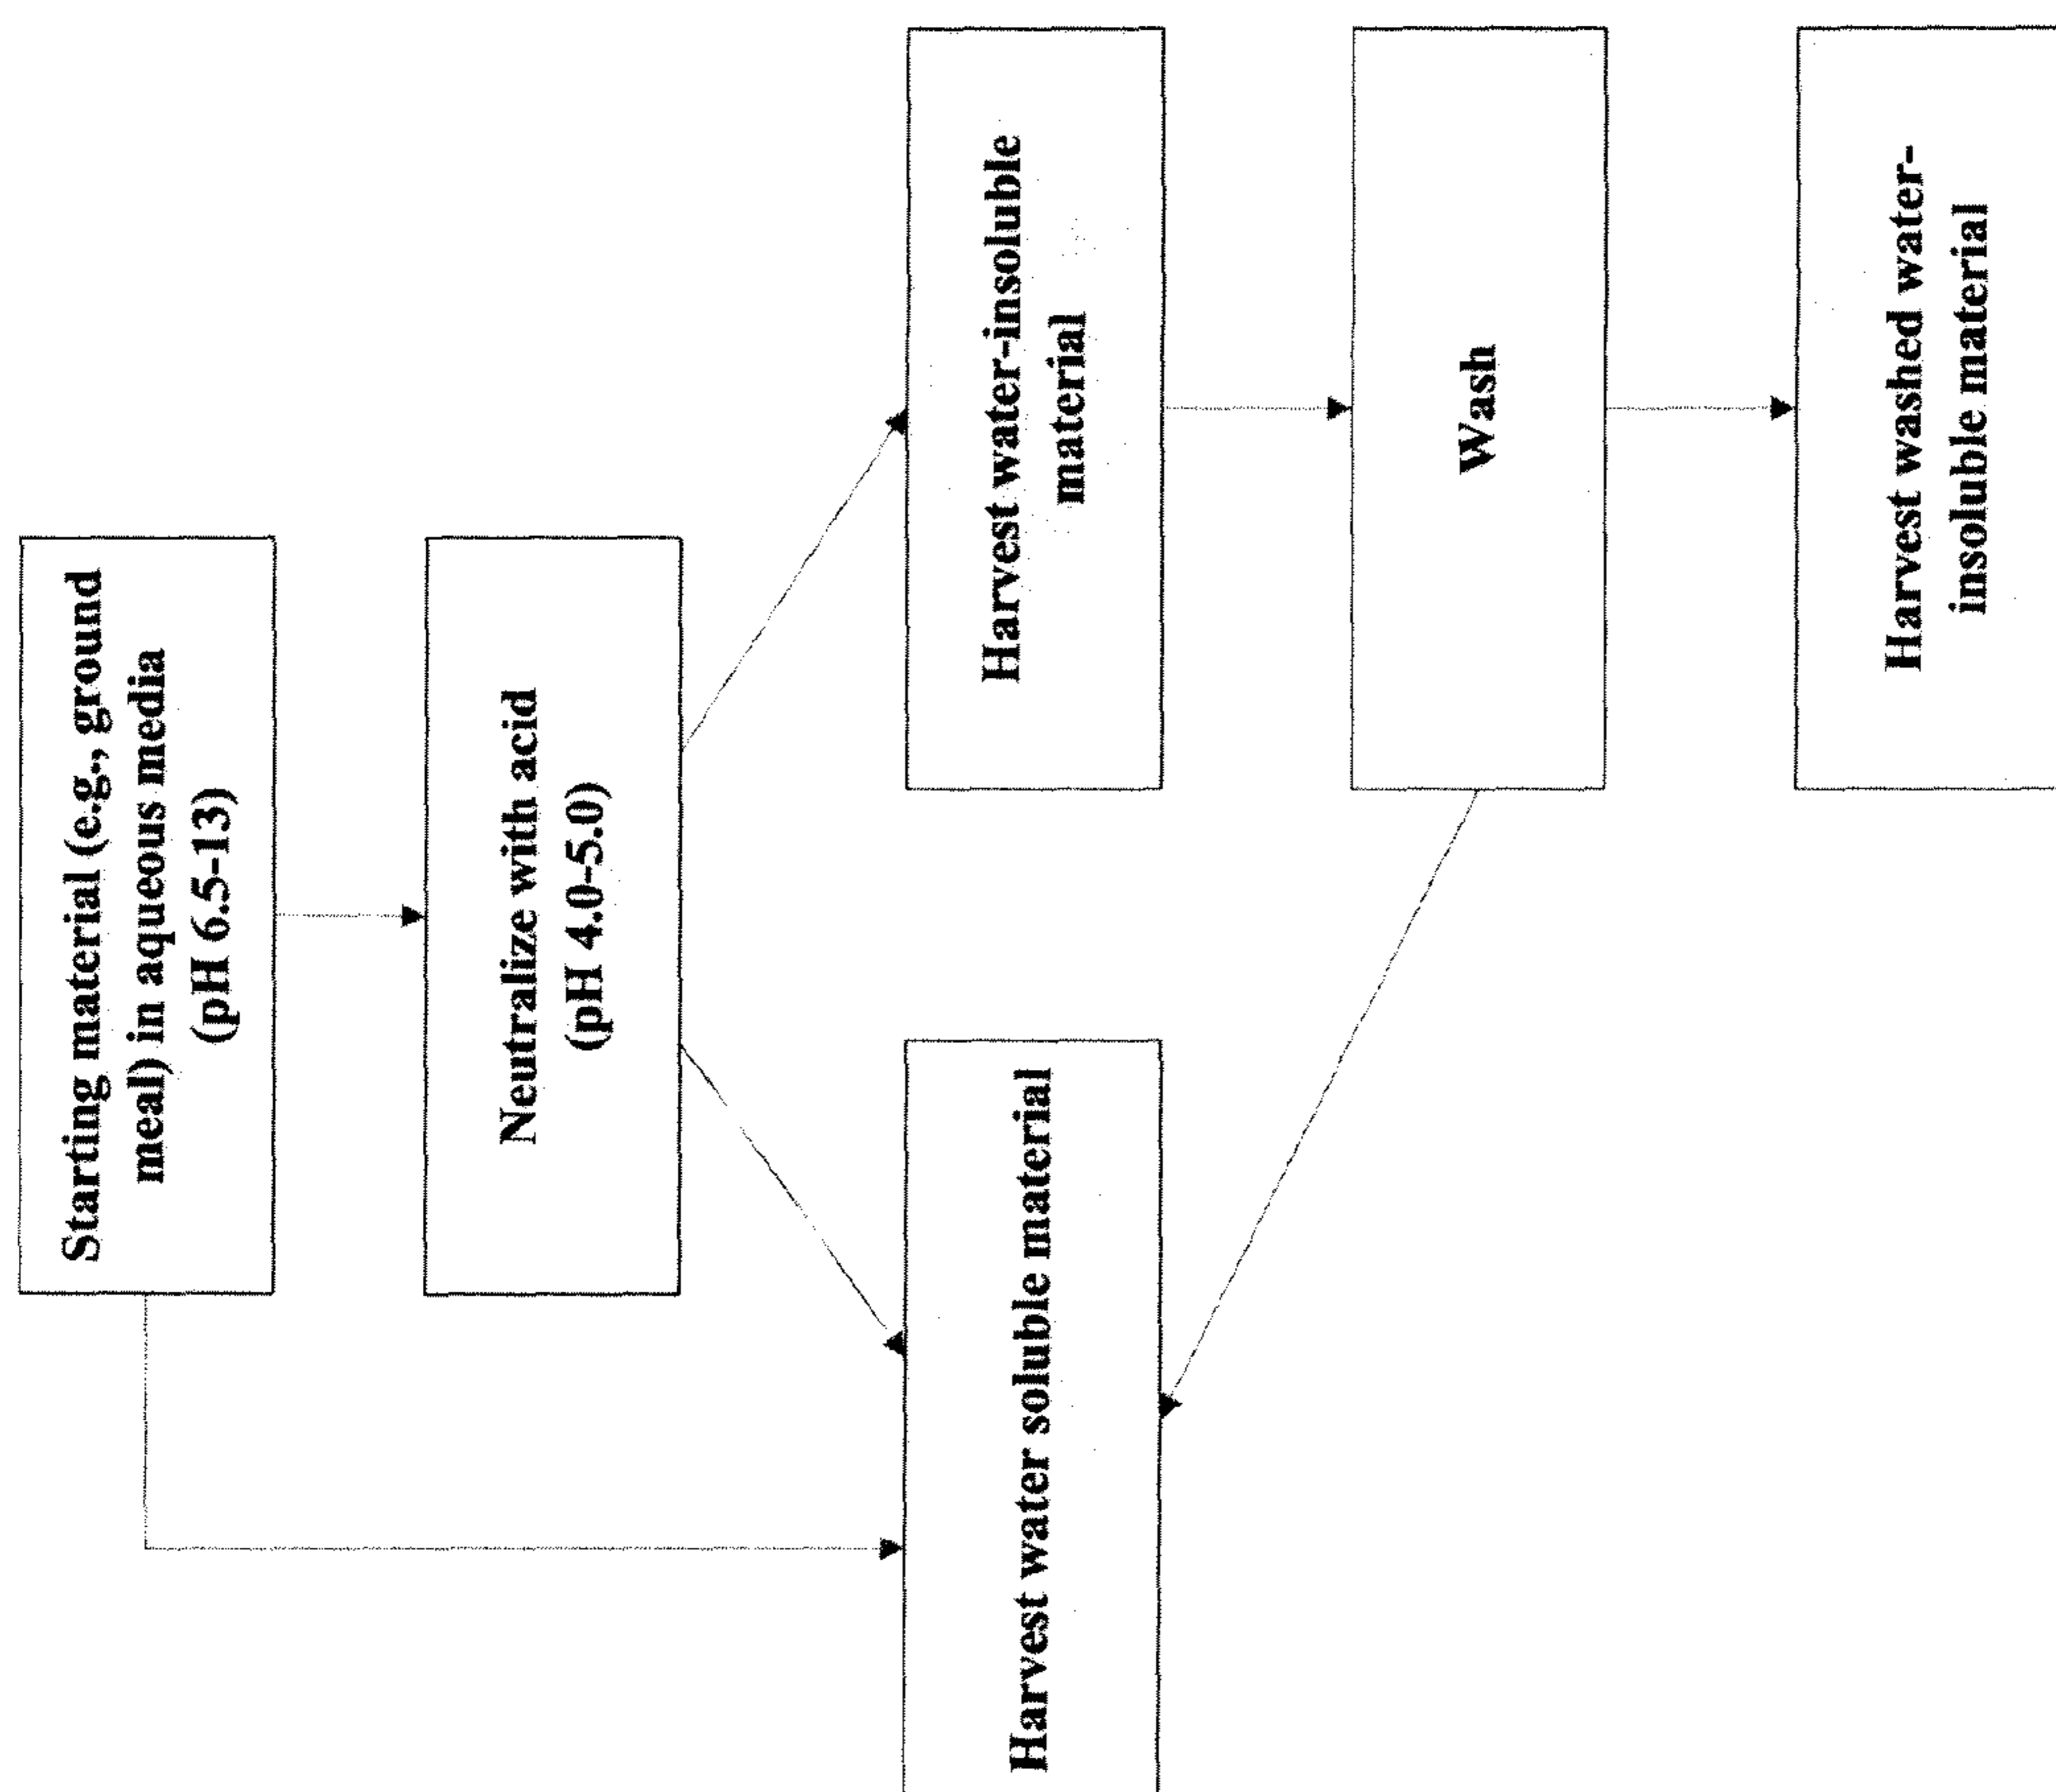 Starting material (e.g., ground
meal) in aqueous media
(pH 6.5-13)
Neutralize with acid
(pH 4.0-5.0)
Harvest water soluble material
Harvest water-insoluble
material
Wash
Harvest washed water-
insoluble material